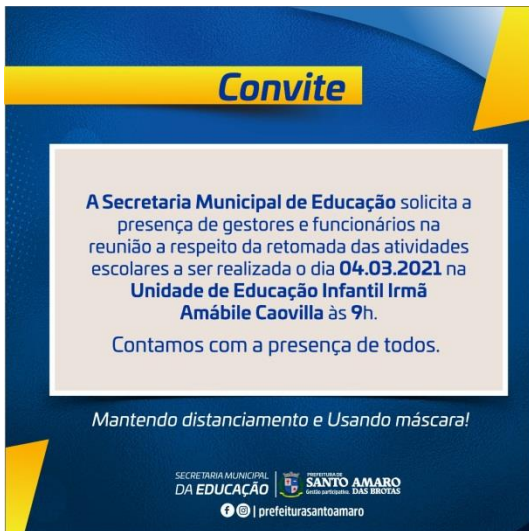 Convite
A Secretaria Municipal de Educação solicita a
presença de gestores e funcionários na
reunião a respeito da retomada das atividades
escolares a ser realizada o dia 04.03.2021 na
Unidade de Educação Infantil Irmã
Amábile Caovilla às 9h.
Contamos com a presença de todos.
Mantendo distanciamento e Usando máscara!
SECRETARIA MUNICIPAL
DA EDUCAÇÃO
PREFEITURA DE
SANTO AMARO
Gestão participativa. DAS BROTAS
| prefeiturasantoamaro